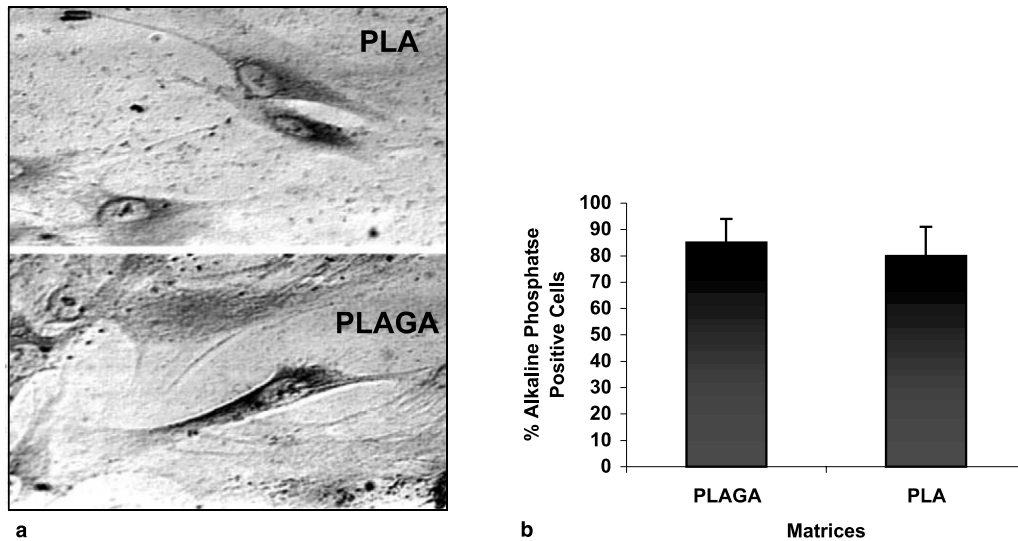 PLA
PLAGA
a
% Alkaline Phosphatse
Positive Cells
100
90
80
70
60
50
40
30
20
10
0
PLAGA
PLA
Matrices
b